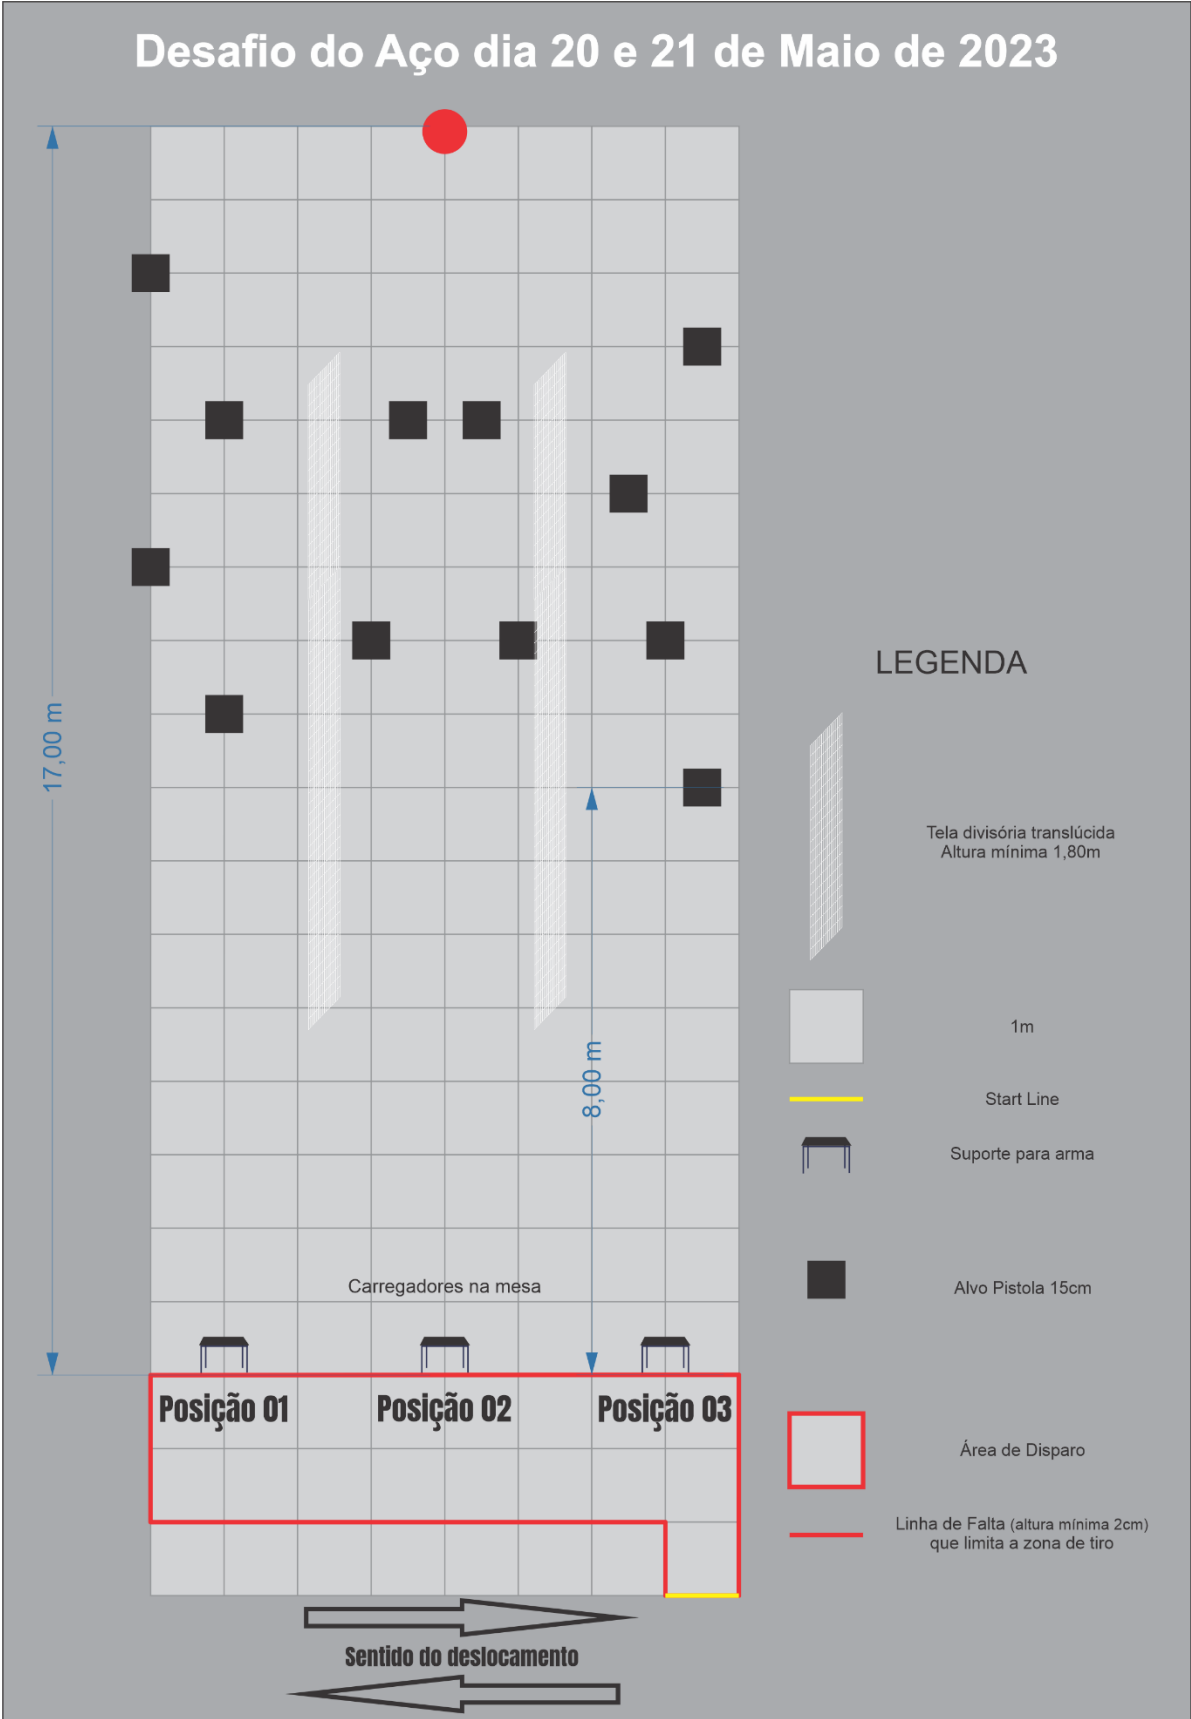 Desafio do Aço dia 20 e 21 de Maio de 2023
17,00 m
8,00 m
LEGENDA
Tela divisória translúcida
Altura mínima 1,80m
1m
Start Line
Suporte para arma
Alvo Pistola 15cm
Área de Disparo
Linha de Falta (altura mínima 2cm)
que limita a zona de tiro
Carregadores na mesa
Posição 01
Posição 02
Posição 03
Sentido do deslocamento